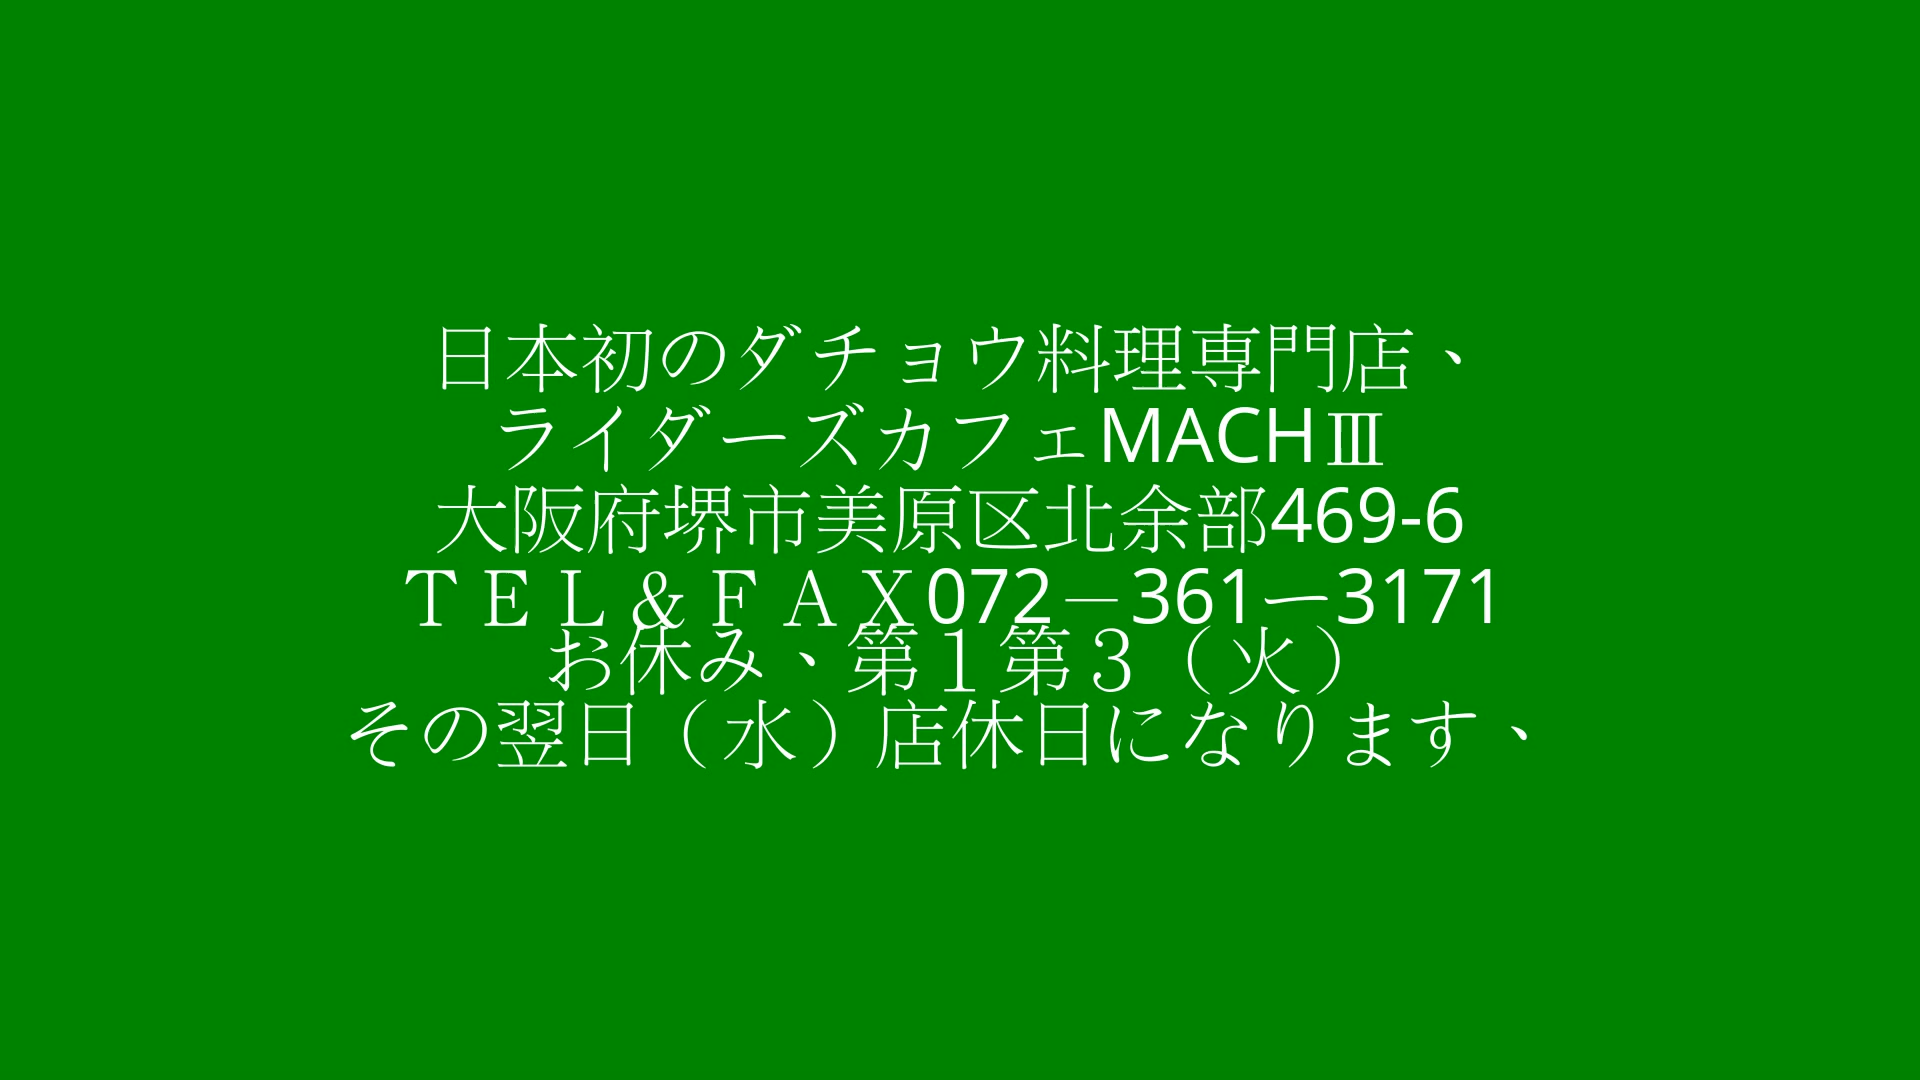 日本初のダチョウ料理専門店、
ライダーズカフェMACHⅢ
大阪府堺市美原区北余部469-6
ＴＥＬ＆ＦＡＸ072－361ー3171
お休み、第１第３（火）
その翌日（水）店休日になります、